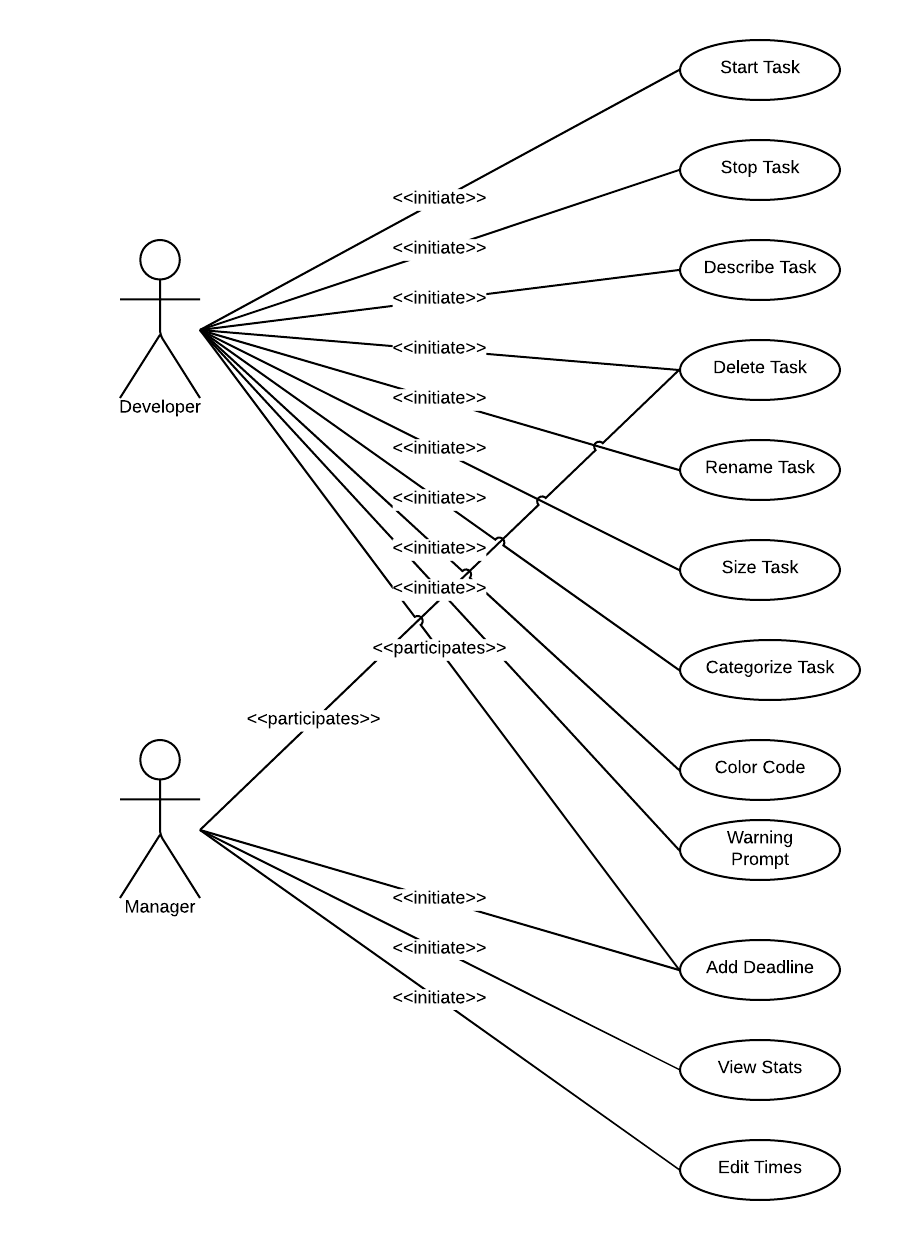 Start Task
Stop Task
<<initiate>>
<<initiate>>
Describe Task
<<initiate>>
<<initiate>>
Delete Task
<<initiate>>
Developer
<<initiate>>
Rename Task
<<initiate>>
<<initiate>>
Size Task
<<initiate>>
<<participates>>
Categorize Task
<<participates>>
Color Code
Warning
Prompt
<<initiate>>
Manager
<<initiate>>
Add Deadline
<<initiate>>
View Stats
Edit Times